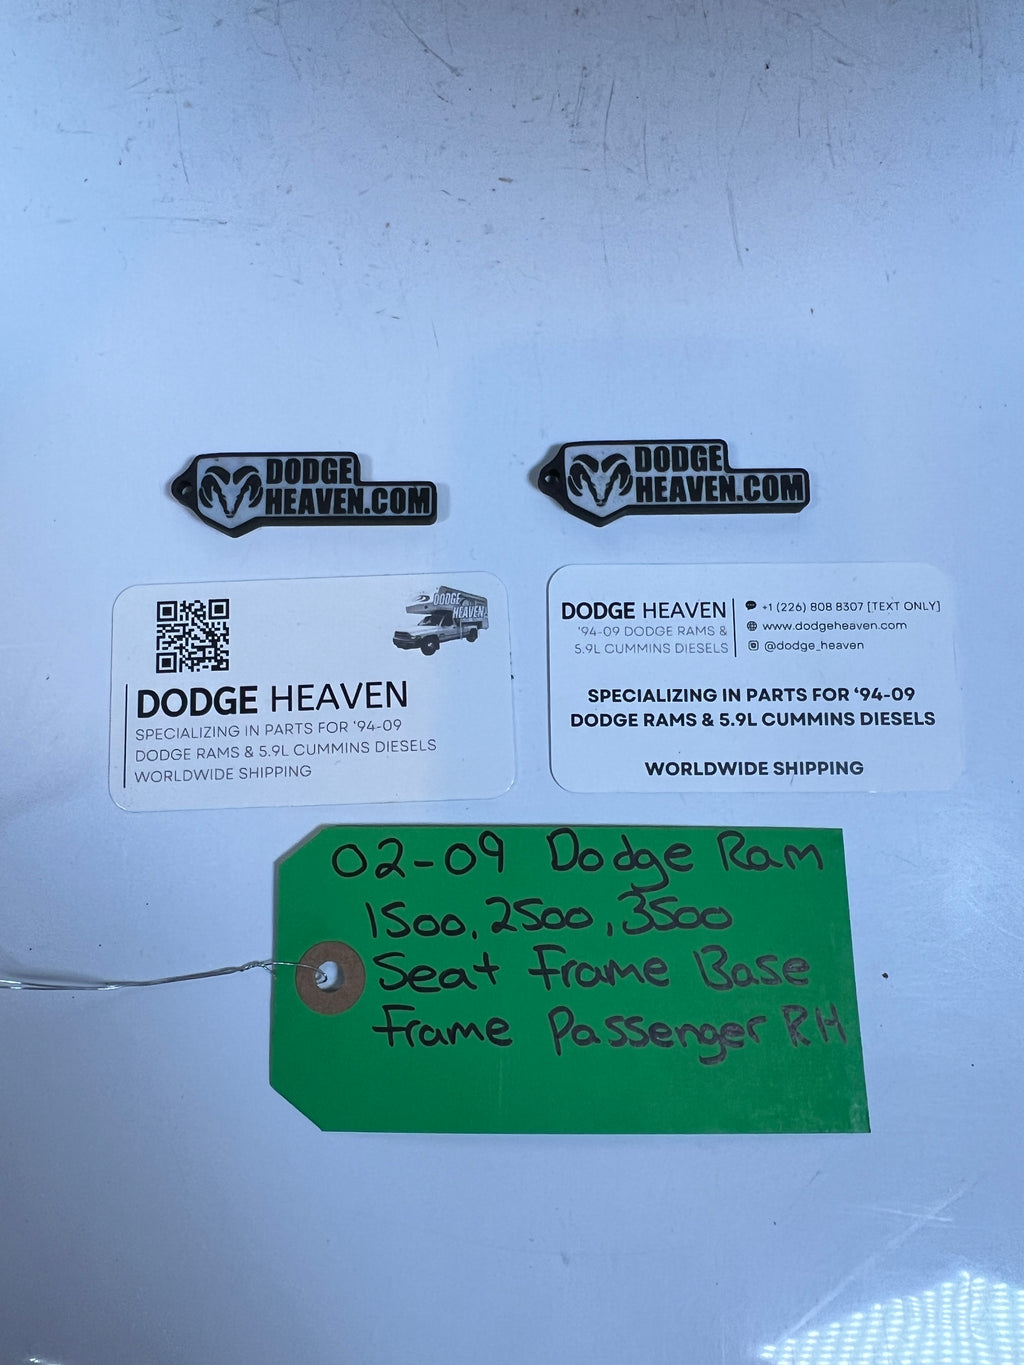 DODGE
HEAVEN.COM
DODGE
HEAVEN.COM
DODGE
HEAVEN
DODGE HEAVEN
SPECIALIZING IN PARTS FOR '94-09
DODGE RAMS & 5.9L CUMMINS DIESELS
WORLDWIDE SHIPPING
DODGE HEAVEN
'94-09 DODGE RAMS &
5.9L CUMMINS DIESELS
+1 (226) 808 8307 [TEXT ONLY]
www.dodgeheaven.com
@dodge_heaven
SPECIALIZING IN PARTS FOR ‘94-09
DODGE RAMS & 5.9L CUMMINS DIESELS
WORLDWIDE SHIPPING
02-09 Dodge Ram
1500, 2500, 3500
Seat Frame Base
Frame Passenger RH